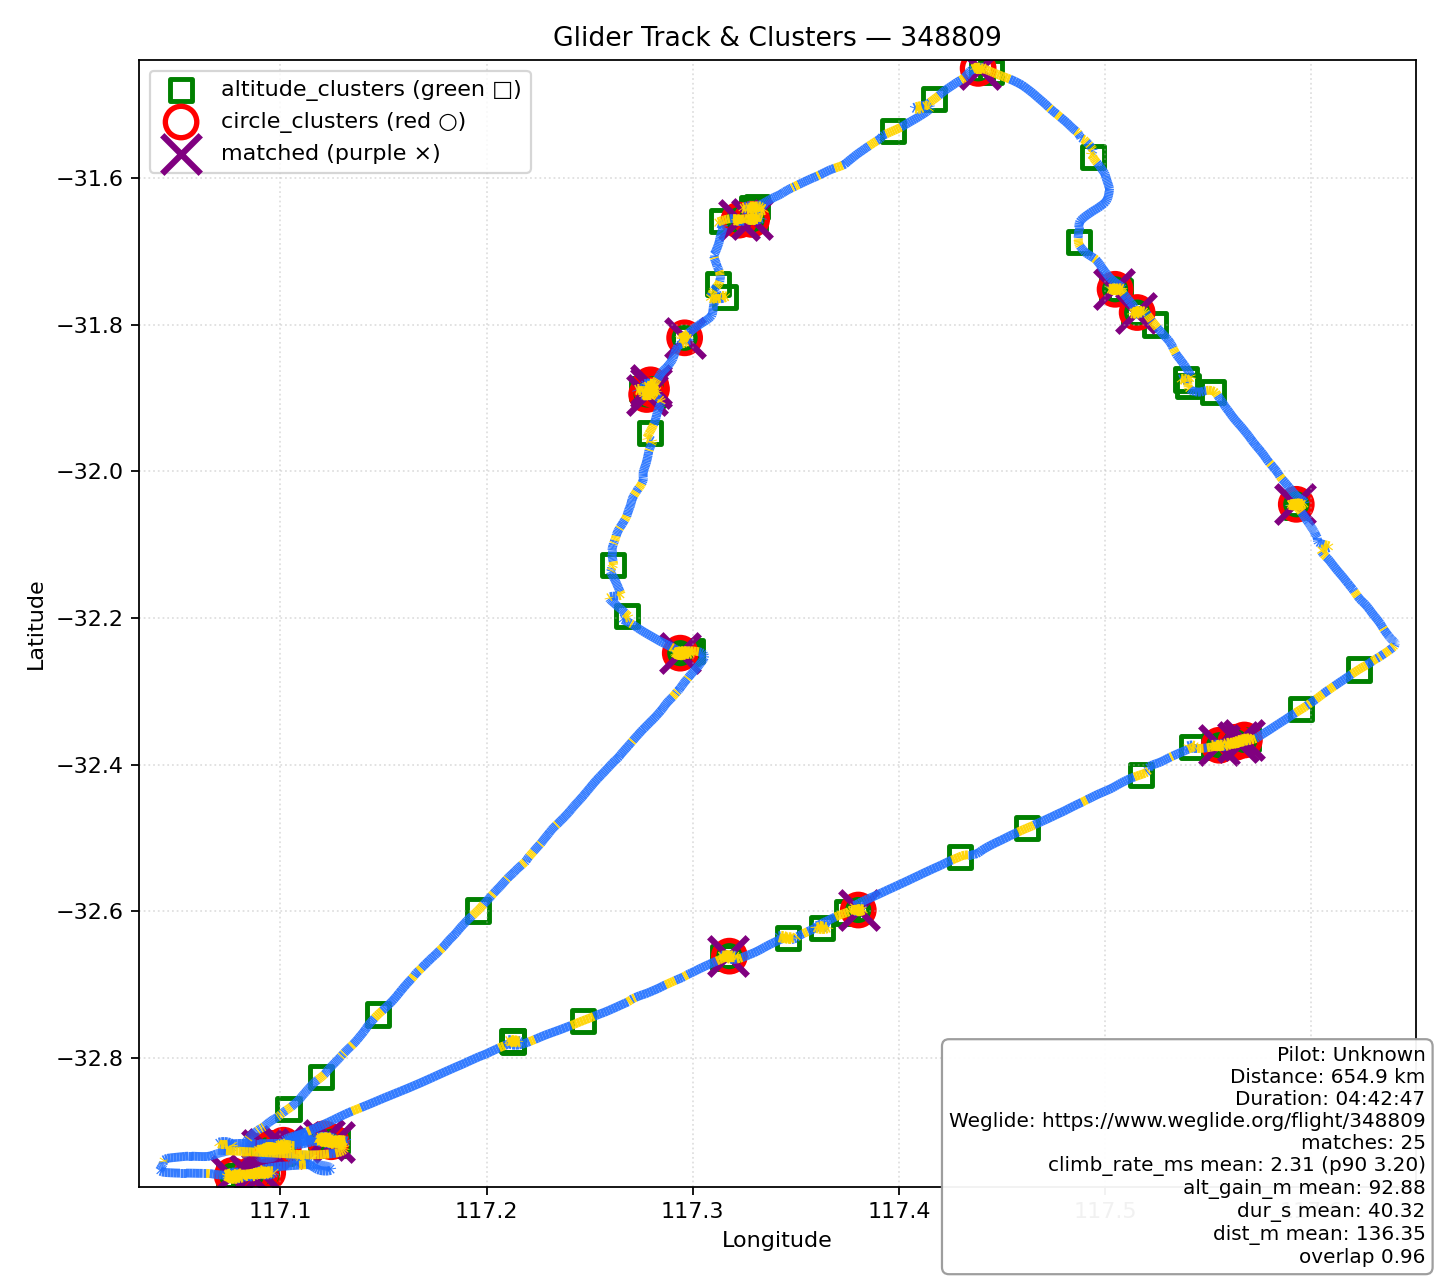 Glider Track & Clusters — 348809
altitude_clusters (green □)
circle_clusters (red ○)
matched (purple ×)
−31.6
−31.8
−32.0
−32.2
−32.4
−32.6
−32.8
Latitude
117.1
117.2
117.3
117.4
117.5
Longitude
Pilot: Unknown
Distance: 654.9 km
Duration: 04:42:47
Weglide: https://www.weglide.org/flight/348809
matches: 25
climb_rate_ms mean: 2.31 (p90 3.20)
alt_gain_m mean: 92.88
dur_s mean: 40.32
dist_m mean: 136.35
overlap 0.96